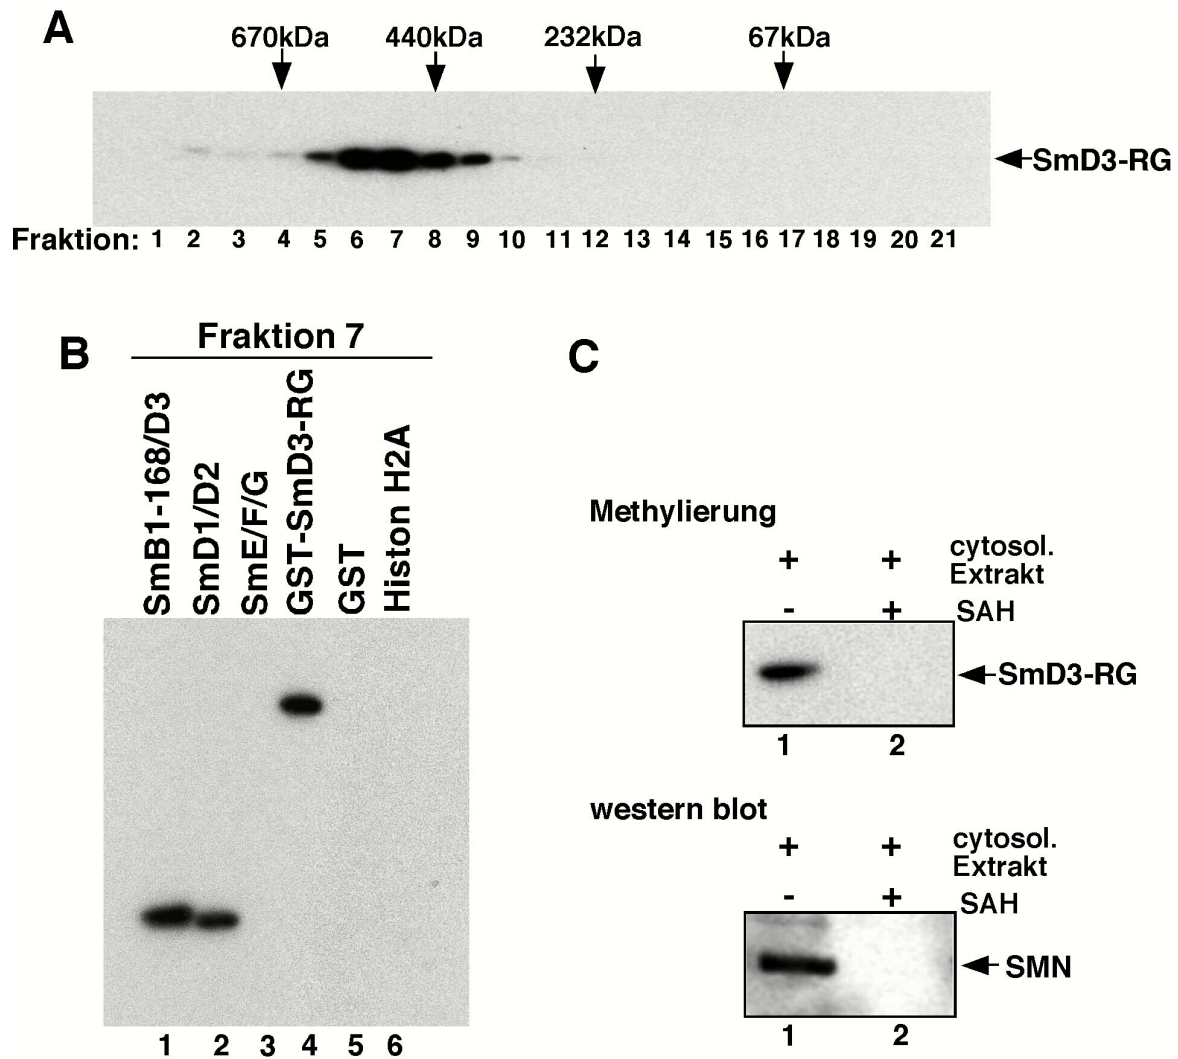 A
670kDa 440kDa 232kDa 67kDa
SmD3-RG
Fraktion: 1 2 3 4 5 6 7 8 9 10 11 12 13 14 15 16 17 18 19 20 21
B
Fraktion 7
SmB1-168/D3
SmD1/D2
SmE/F/G
GST-SmD3-RG
GST
Histon H2A
1 2 3 4 5 6
C
Methylierung
+ + cytosol.
Extrakt
- + SAH
SmD3-RG
1 2
western blot
+ + cytosol.
Extrakt
- + SAH
SMN
1 2